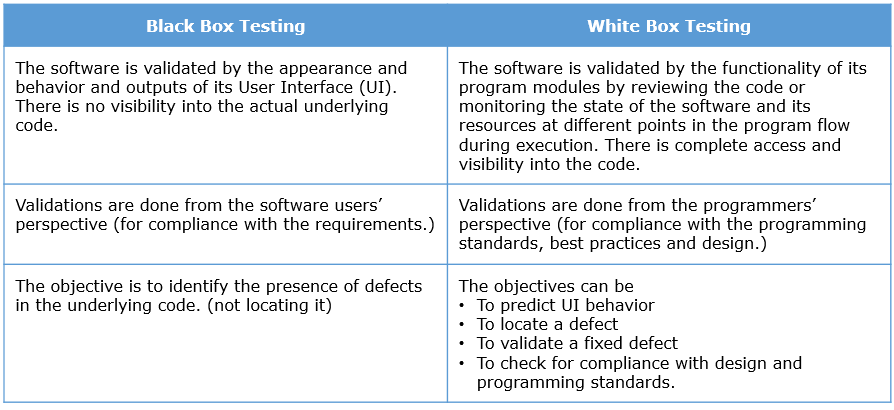 Black Box Testing
White Box Testing
The software is validated by the appearance and
behavior and outputs of its User Interface (UI).
There is no visibility into the actual underlying
code.
The software is validated by the functionality of its
program modules by reviewing the code or
monitoring the state of the software and its
resources at different points in the program flow
during execution. There is complete access and
visibility into the code.
Validations are done from the software users’
perspective (for compliance with the requirements.)
Validations are done from the programmers’
perspective (for compliance with the programming
standards, best practices and design.)
The objective is to identify the presence of defects
in the underlying code. (not locating it)
The objectives can be
• To predict UI behavior
• To locate a defect
• To validate a fixed defect
• To check for compliance with design and
programming standards.